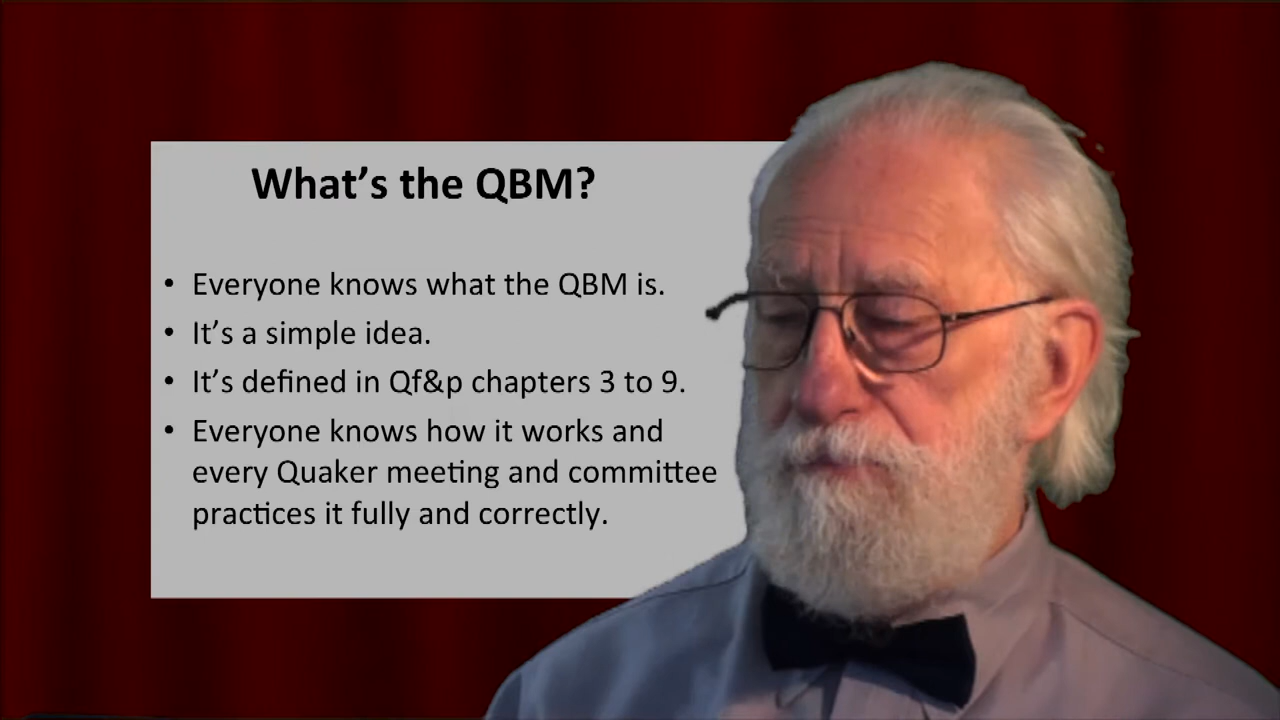 What’s the QBM?
• Everyone knows what the QBM is.
• It’s a simple idea.
• It’s defined in Qf&p chapters 3 to 9.
• Everyone knows how it works and
every Quaker meeting and committee
practices it fully and correctly.